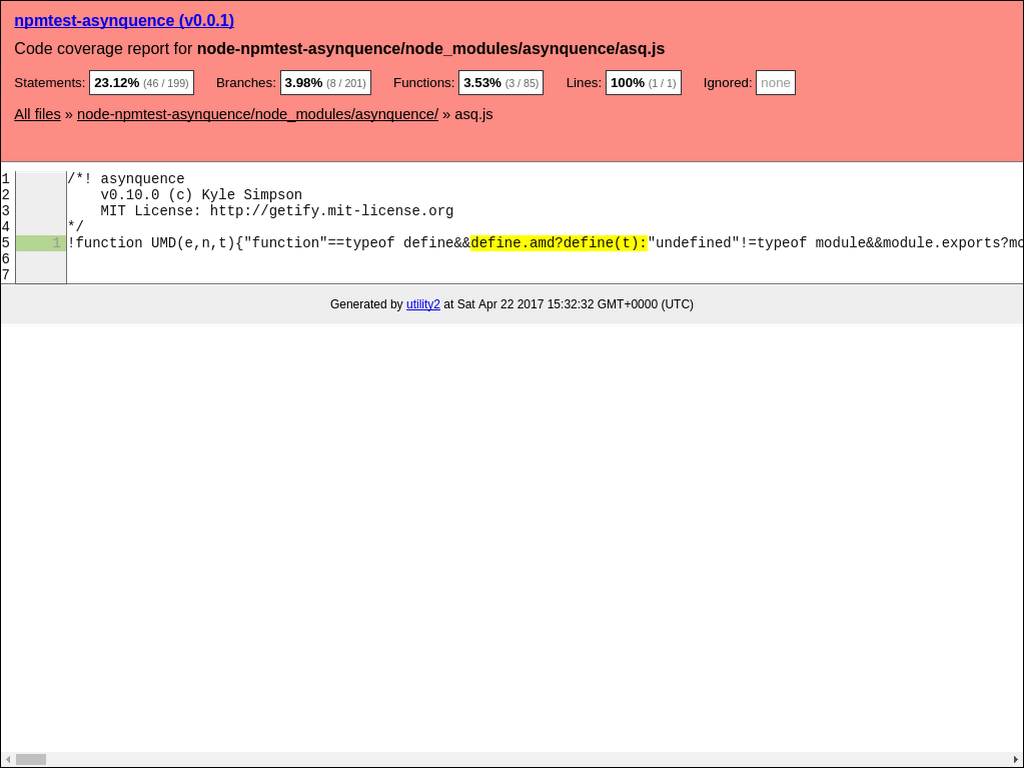 npmtest-asynquence (v0.0.1)
Code coverage report for node-npmtest-asynquence/node_modules/asynquence/asq.js
Statements: 23.12% (46 / 199) Branches: 3.98% (8 / 201) Functions: 3.53% (3 / 85) Lines: 100% (1 / 1) Ignored: none
All files » node-npmtest-asynquence/node_modules/asynquence/ » asq.js
1 /*! asynquence
2     v0.10.0 (c) Kyle Simpson
3     MIT License: http://getify.mit-license.org
4 */
5 1 !function UMD(e,n,t){"function"==typeof define&&define.amd?define(t):"undefined"!=typeof module&&module.exports?mo
6
7
Generated by utility2 at Sat Apr 22 2017 15:32:32 GMT+0000 (UTC)